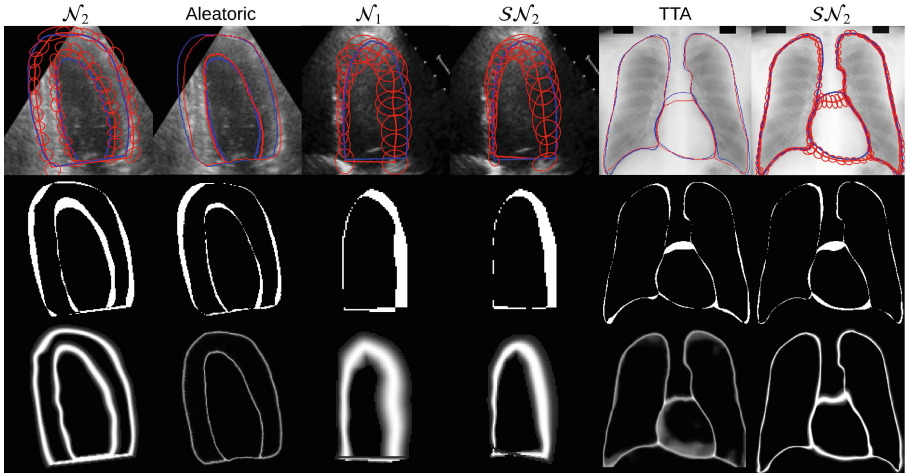 𝒩₂ Aleatoric 𝒩₁ 𝒮𝒩₂ TTA 𝒮𝒩₂